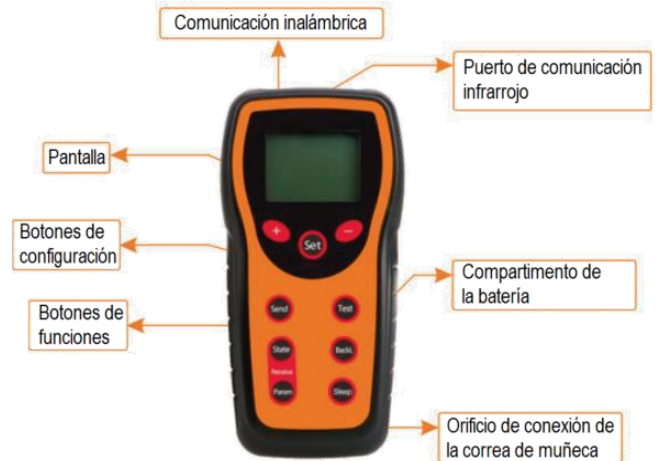 Comunicación inalámbrica
Puerto de comunicación
infrarrojo
Pantalla
+
Set
−
Botones de
configuración
Compartimento de
la batería
Botones de
funciones
Send
Test
State
BackL
Receive
Param
Sleep
Orificio de conexión de
la correa de muñeca